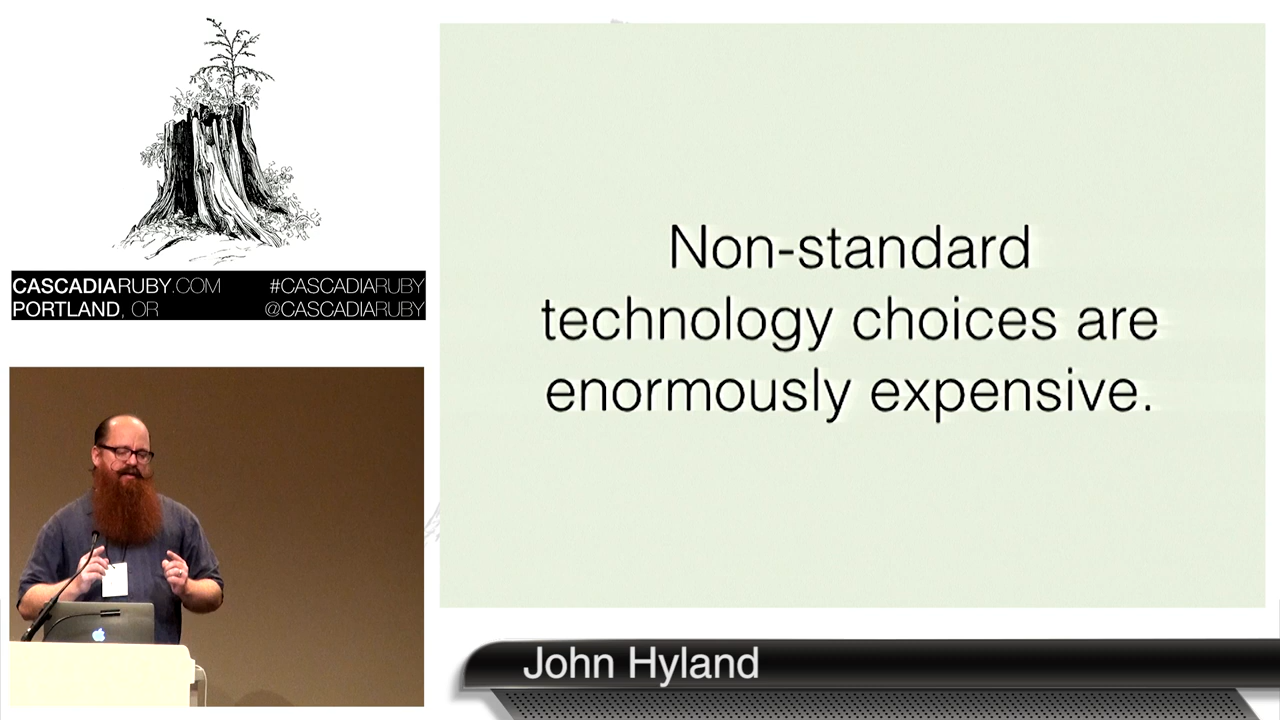 CASCADIARUBY.COM #CASCADIARUBY
PORTLAND, OR @CASCADIARUBY
Non-standard
technology choices are
enormously expensive.
John Hyland